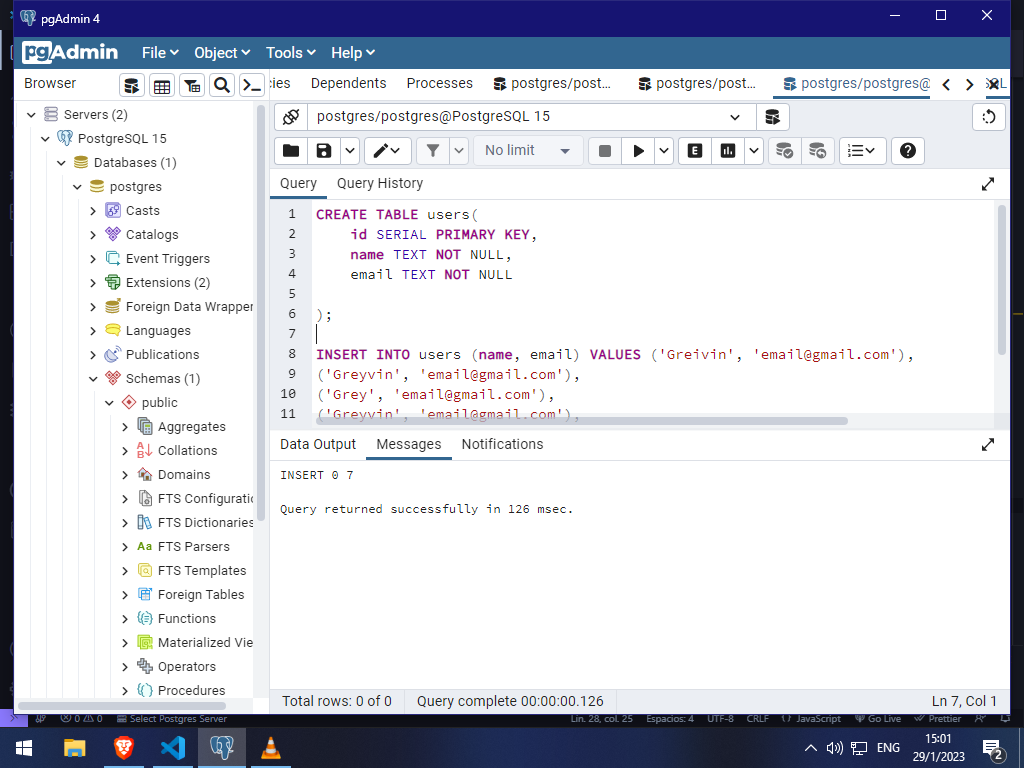 pgAdmin 4
pgAdmin File Object Tools Help
Browser
cies Dependents Processes postgres/post... postgres/post... postgres/postgres@ SQL
postgres/postgres@PostgreSQL 15
No limit
E
Query Query History
1 CREATE TABLE users(
2 id SERIAL PRIMARY KEY,
3 name TEXT NOT NULL,
4 email TEXT NOT NULL
5
6 );
7
8 INSERT INTO users (name, email) VALUES ('Greivin', 'email@gmail.com'),
9 ('Greyvin', 'email@gmail.com'),
10 ('Grey', 'email@gmail.com'),
11 ('Greyvin', 'email@gmail.com'),
Servers (2)
PostgreSQL 15
Databases (1)
postgres
Casts
Catalogs
Event Triggers
Extensions (2)
Foreign Data Wrapper
Languages
Publications
Schemas (1)
public
Aggregates
Collations
Domains
FTS Configuratio
FTS Dictionaries
Aa FTS Parsers
FTS Templates
Foreign Tables
Functions
Materialized Vie
Operators
Procedures
Data Output Messages Notifications
INSERT 0 7
Query returned successfully in 126 msec.
Total rows: 0 of 0 Query complete 00:00:00.126 Ln 7, Col 1
0 0 Select Postgres Server Lín. 28, col. 25 Espacios: 4 UTF-8 CRLF JavaScript Go Live Prettier
ENG
15:01
29/1/2023
2